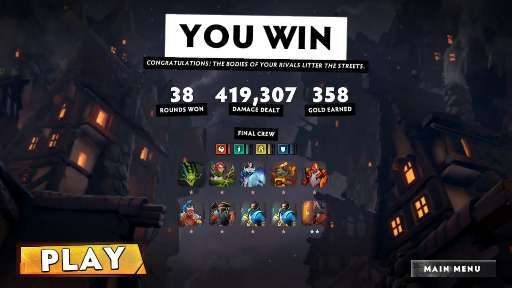 YOU WIN
CONGRATULATIONS! THE BODIES OF YOUR RIVALS LITTER THE STREETS.
38 419,307 358
ROUNDS WON DAMAGE DEALT GOLD EARNED
FINAL CREW
PLAY
MAIN MENU